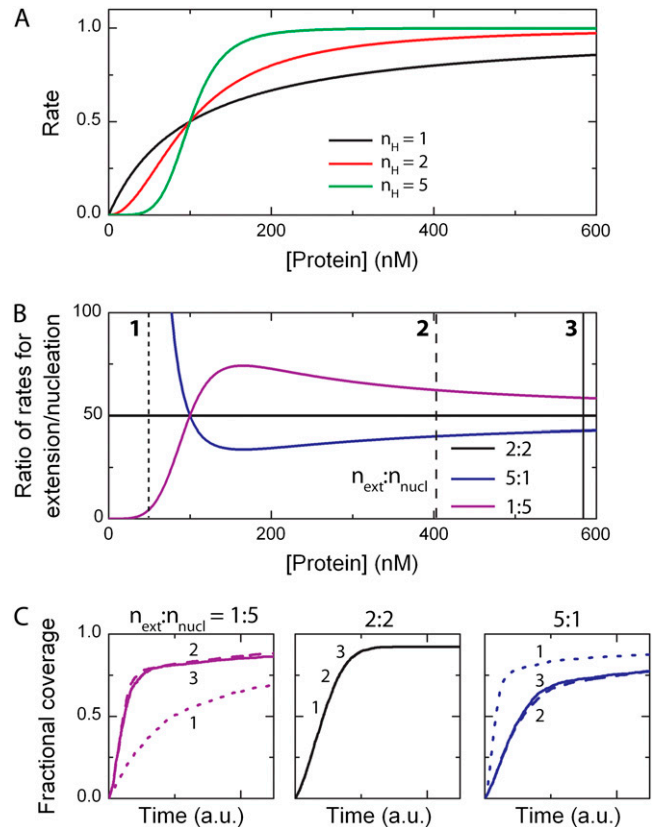 A
1.0
0.5
0.0
Rate
n_H = 1
n_H = 2
n_H = 5
200
400
600
[Protein] (nM)
B
100
50
0
Ratio of rates for
extension/nucleation
1
2
3
n_ext:n_nucl
2:2
5:1
1:5
0
200
400
600
[Protein] (nM)
C
n_ext:n_nucl = 1:5
2:2
5:1
1.0
0.5
0.0
Fractional coverage
2
3
1
3
2
1
1
3
2
Time (a.u.)
Time (a.u.)
Time (a.u.)